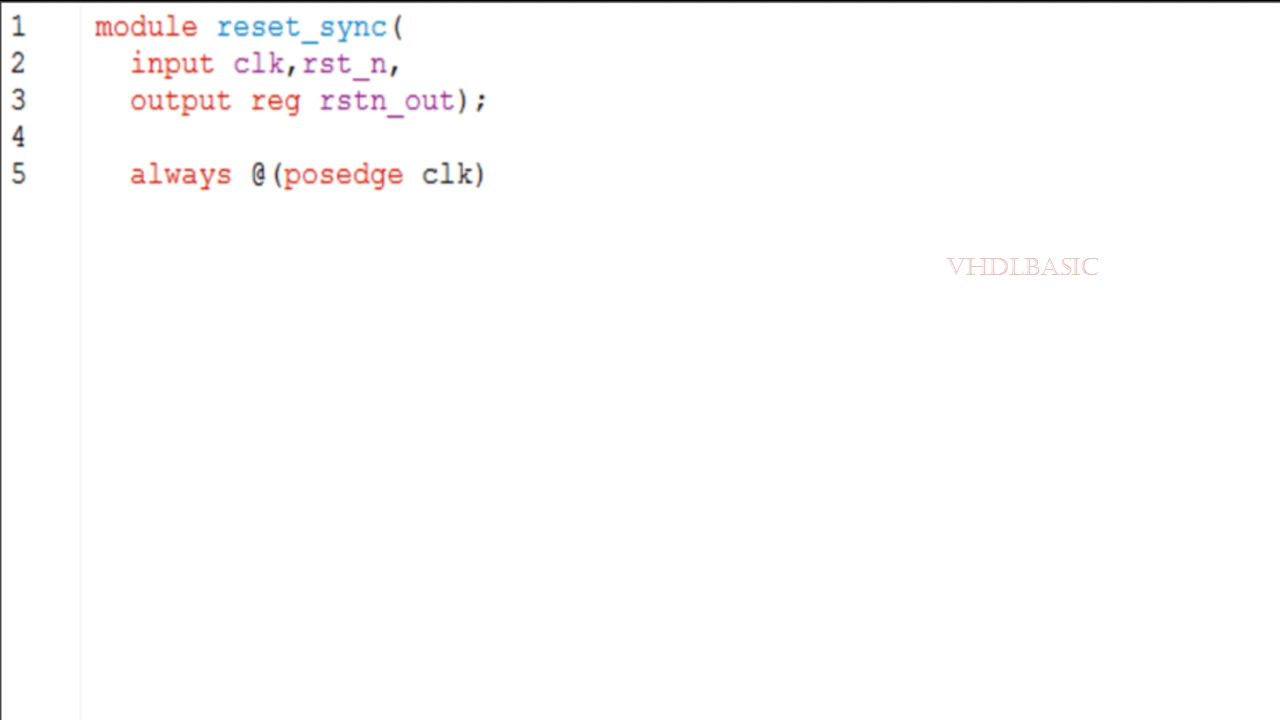 1 module reset_sync(
2 input clk,rst_n,
3 output reg rstn_out);
4
5 always @(posedge clk)
VHDLBASIC